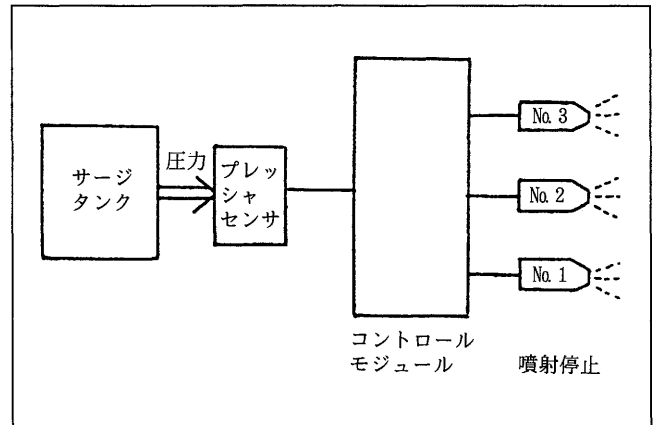 サージ
タンク
圧力
プレッ
シャ
センサ
コントロール
モジュール
№ 3
№ 2
№ 1
噴射停止